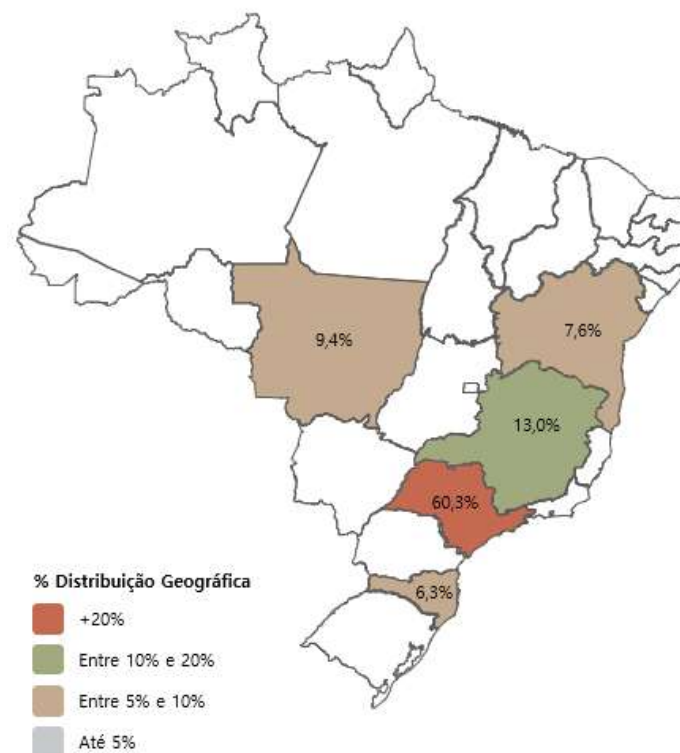 9,4%
7,6%
13,0%
60,3%
6,3%
% Distribuição Geográfica
+20%
Entre 10% e 20%
Entre 5% e 10%
Até 5%